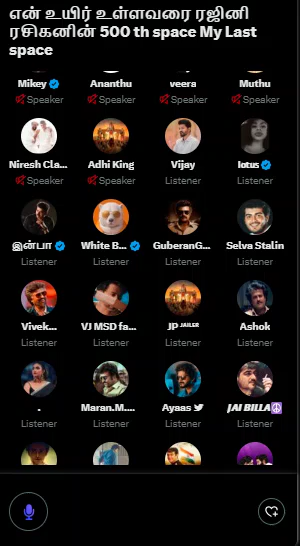 என் உயிர் உள்ளவரை ரஜினி
ரசிகனின் 500 th space My Last
space
Mikey Ananthu veera Muthu
Speaker Speaker Speaker Speaker
Niresh Cla... Adhi King Vijay lotus
Speaker Speaker Listener Listener
இன்பா White B... GuberanG... Selva Stalin
Listener Listener Listener Listener
Vivek... VJ MSD fa... JP JAILER Ashok
Listener Listener Listener Listener
. Maran.M.... Ayaas JAI BILLA
Listener Listener Listener Listener